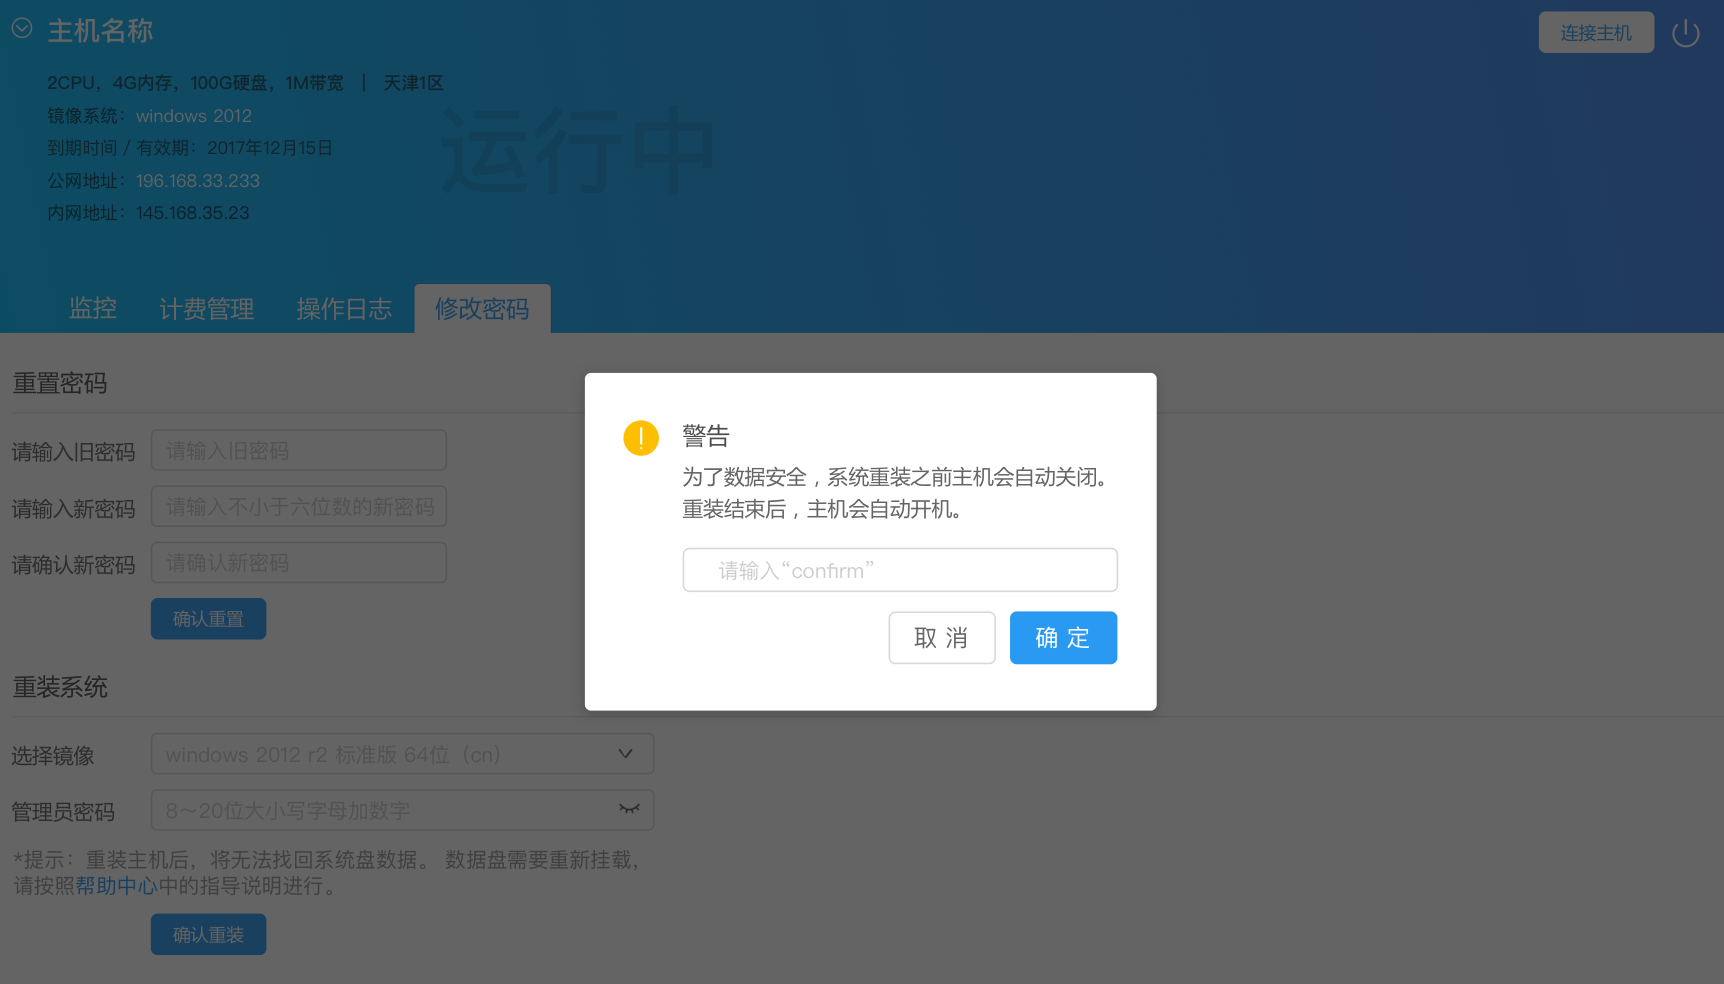 主机名称
连接主机
2CPU，4G内存，100G硬盘，1M带宽 | 天津1区
镜像系统：windows 2012
到期时间 / 有效期：2017年12月15日
公网地址：196.168.33.233
内网地址：145.168.35.23
运行中
监控 计费管理 操作日志 修改密码
重置密码
请输入旧密码 请输入旧密码
请输入新密码 请输入不小于六位数的新密码
请确认新密码 请确认新密码
确认重置
警告
为了数据安全，系统重装之前主机会自动关闭。
重装结束后，主机会自动开机。
请输入“confirm”
取 消 确 定
重装系统
选择镜像 windows 2012 r2 标准版 64位（cn）
管理员密码 8～20位大小写字母加数字
*提示：重装主机后，将无法找回系统盘数据。 数据盘需要重新挂载，
请按照帮助中心中的指导说明进行。
确认重装